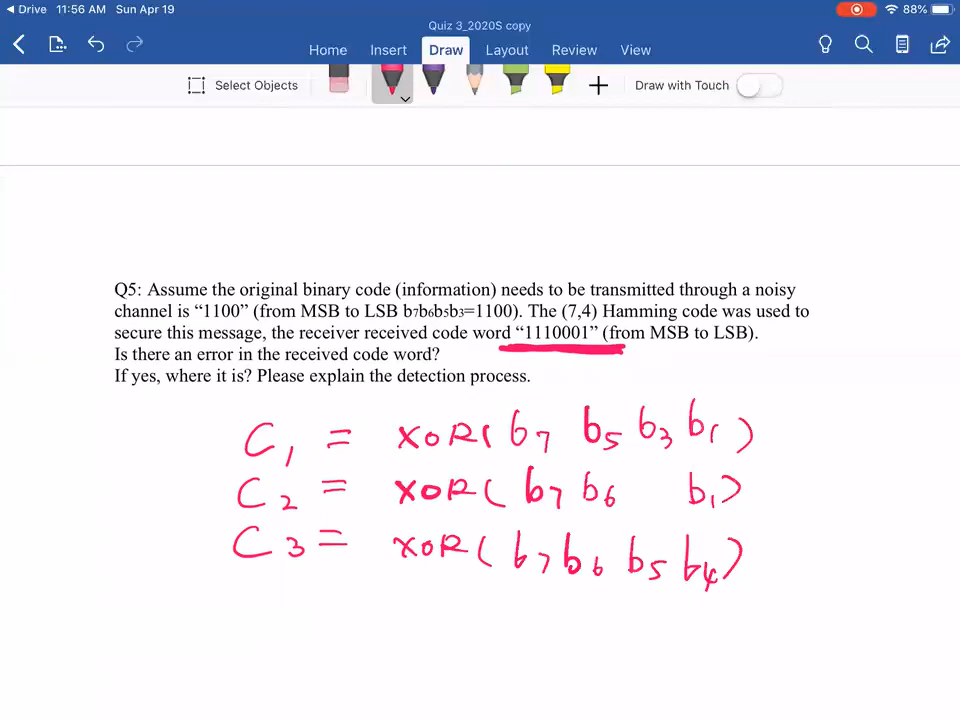 Drive 11:56 AM Sun Apr 19 88%
Quiz 3_2020S copy
Home Insert Draw Layout Review View
Select Objects Draw with Touch
Q5: Assume the original binary code (information) needs to be transmitted through a noisy
channel is “1100” (from MSB to LSB b7b6b5b3=1100). The (7,4) Hamming code was used to
secure this message, the receiver received code word “1110001” (from MSB to LSB).
Is there an error in the received code word?
If yes, where it is? Please explain the detection process.
C1 = XOR( b7 b5 b3 b1 )
C2 = XOR( b7 b6 b1)
C3 = XOR( b7 b6 b5 b4)